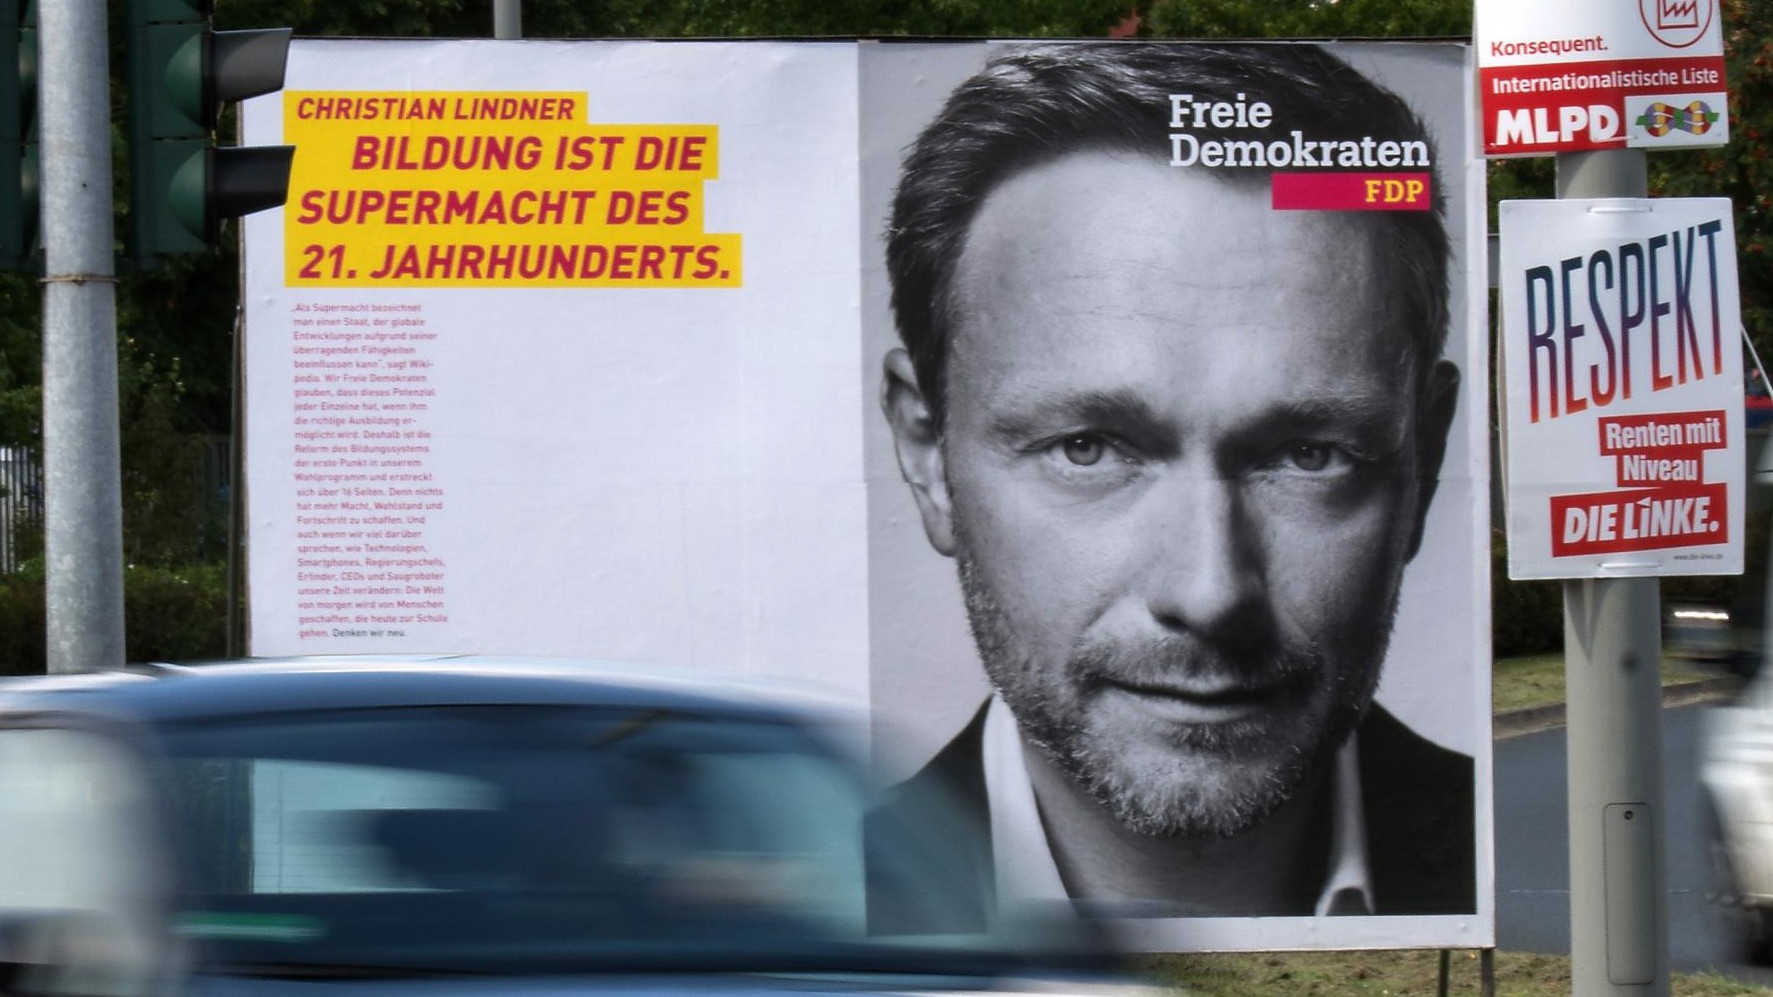 CHRISTIAN LINDNER
BILDUNG IST DIE
SUPERMACHT DES
21. JAHRHUNDERTS.
„Als Supermacht bezeichnet
man einen Staat, der globale
Entwicklungen aufgrund seiner
überragenden Fähigkeiten
beeinflussen kann“, sagt Wiki-
pedia. Wir Freie Demokraten
glauben, dass dieses Potenzial
jeder Einzelne hat, wenn ihm
die richtige Ausbildung er-
möglicht wird. Deshalb ist die
Reform des Bildungssystems
der erste Punkt in unserem
Wahlprogramm und erstreckt
sich über 16 Seiten. Denn nichts
hat mehr Macht, Wohlstand und
Fortschritt zu schaffen. Und
auch wenn wir viel darüber
sprechen, wie Technologien,
Smartphones, Regierungschefs,
Erfinder, CEOs und Saugroboter
unsere Zeit verändern: Die Welt
von morgen wird von Menschen
geschaffen, die heute zur Schule
gehen. Denken wir neu.
Freie
Demokraten
FDP
Konsequent.
Internationalistische Liste
MLPD
RESPEKT
Renten mit
Niveau
DIE LINKE.
www.die-linke.de